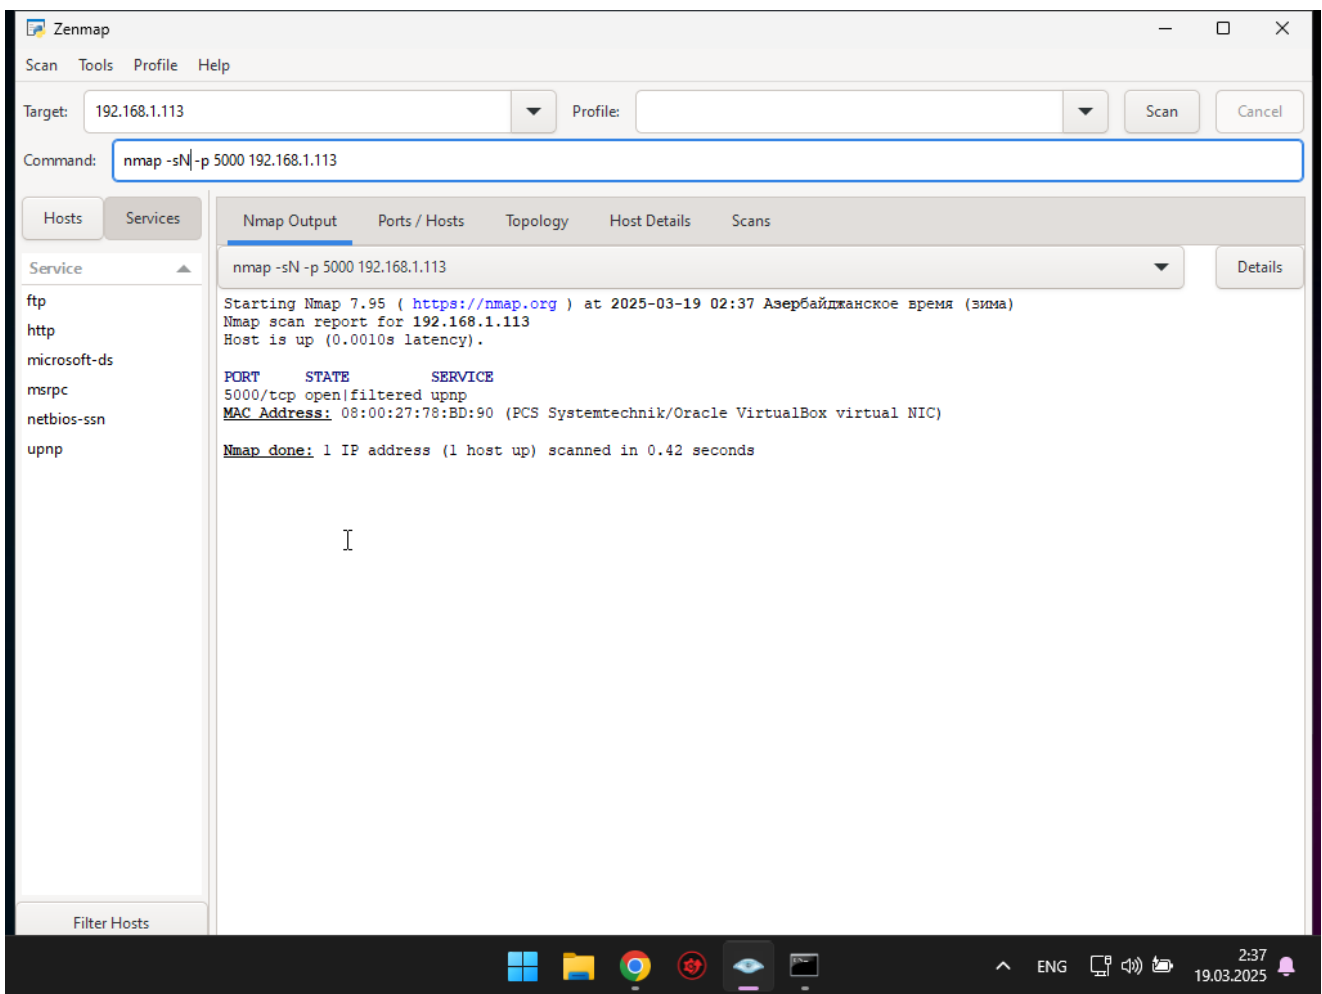 Zenmap
Scan Tools Profile Help
Target: 192.168.1.113 Profile: Scan Cancel
Command: nmap -sN -p 5000 192.168.1.113
Hosts Services
Nmap Output Ports / Hosts Topology Host Details Scans
Service
nmap -sN -p 5000 192.168.1.113 Details
ftp
http
microsoft-ds
msrpc
netbios-ssn
upnp
Starting Nmap 7.95 ( https://nmap.org ) at 2025-03-19 02:37 Азербайджанское время (зима)
Nmap scan report for 192.168.1.113
Host is up (0.0010s latency).
PORT STATE SERVICE
5000/tcp open|filtered upnp
MAC Address: 08:00:27:78:BD:90 (PCS Systemtechnik/Oracle VirtualBox virtual NIC)
Nmap done: 1 IP address (1 host up) scanned in 0.42 seconds
Filter Hosts
ENG
2:37
19.03.2025